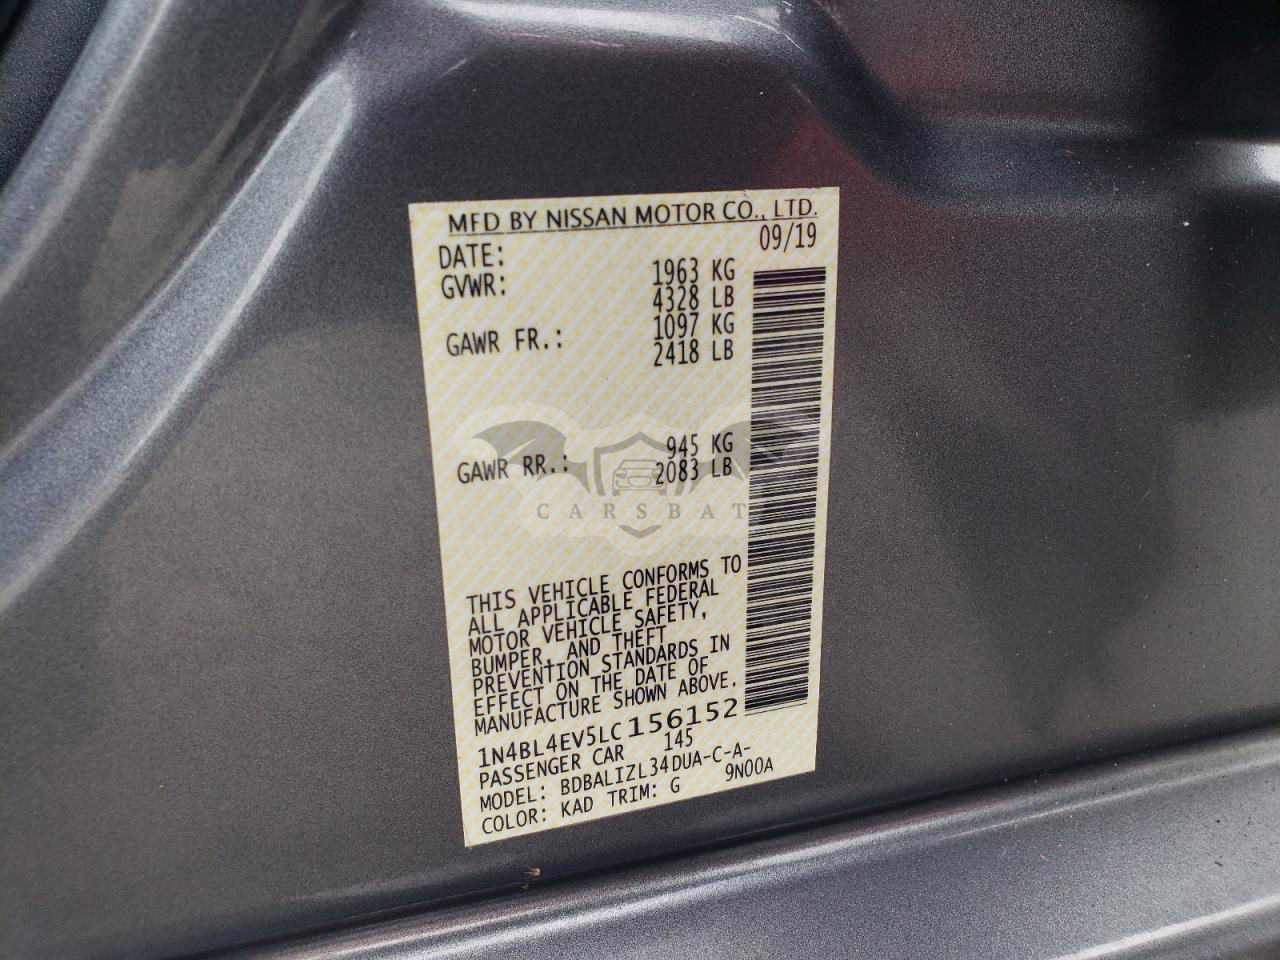 MFD BY NISSAN MOTOR CO., LTD.
DATE: 09/19
GVWR: 1963 KG
4328 LB
GAWR FR.: 1097 KG
2418 LB
GAWR RR.: 945 KG
2083 LB
CARSBAT
THIS VEHICLE CONFORMS TO
ALL APPLICABLE FEDERAL
MOTOR VEHICLE SAFETY,
BUMPER, AND THEFT
PREVENTION STANDARDS IN
EFFECT ON THE DATE OF
MANUFACTURE SHOWN ABOVE.
1N4BL4EV5LC156152
PASSENGER CAR 145
MODEL: BDBALIZL34DUA-C-A-
COLOR: KAD TRIM: G 9N00A